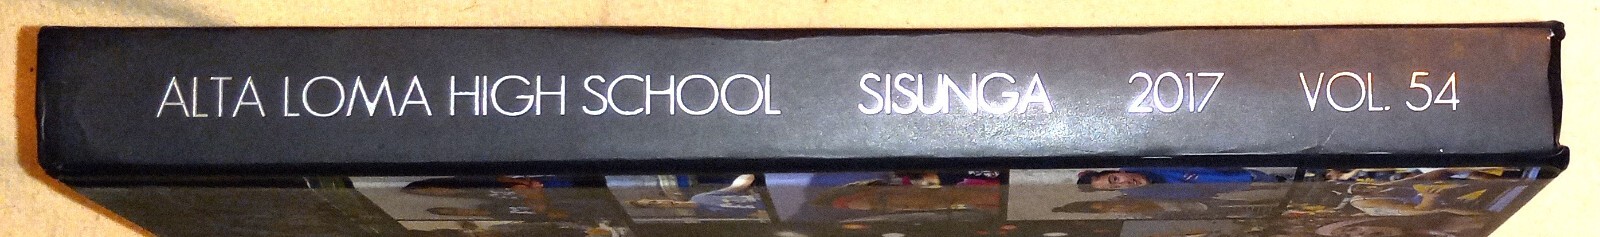 ALTA LOMA HIGH SCHOOL SISUNGA 2017 VOL. 54